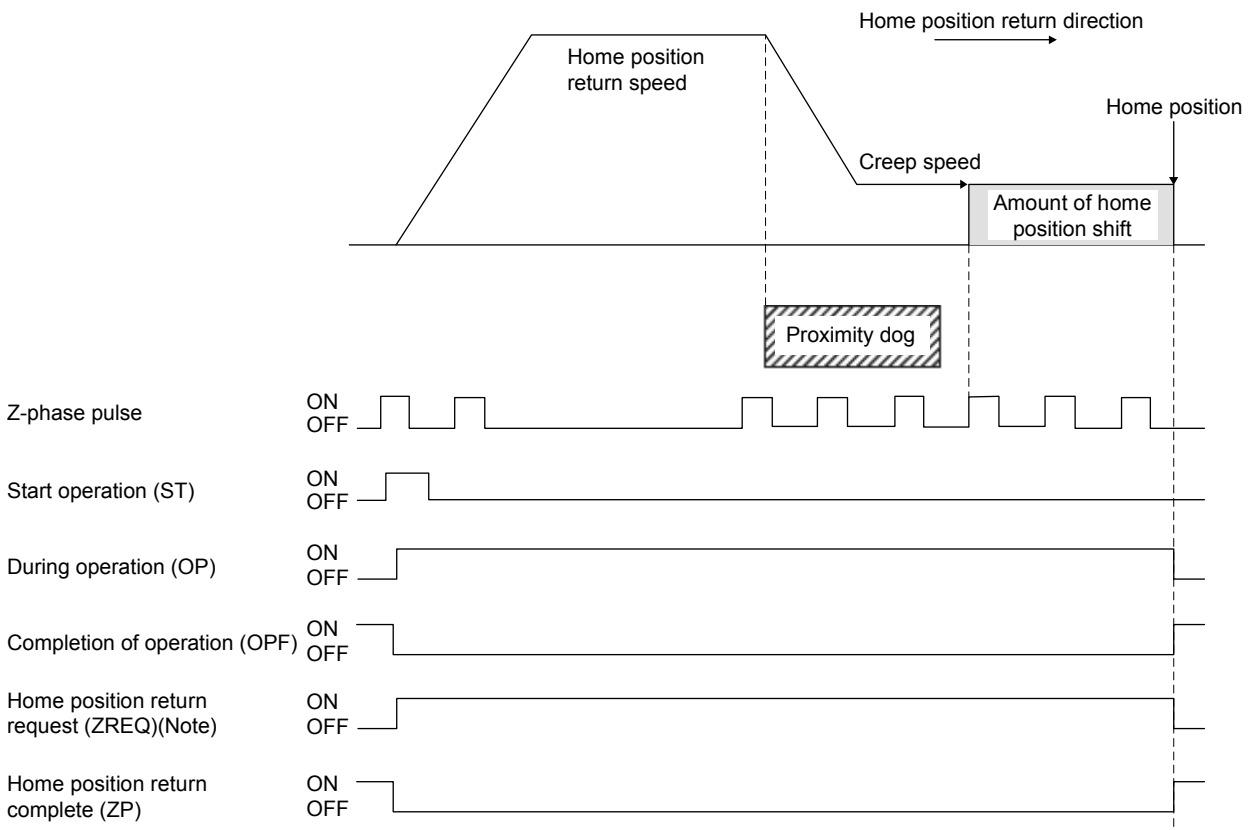 Home position return direction
Home position
return speed
Home position
Creep speed
Amount of home
position shift
Proximity dog
Z-phase pulse
ON
OFF
Start operation (ST)
ON
OFF
During operation (OP)
ON
OFF
Completion of operation (OPF)
ON
OFF
Home position return
request (ZREQ)(Note)
ON
OFF
Home position return
complete (ZP)
ON
OFF